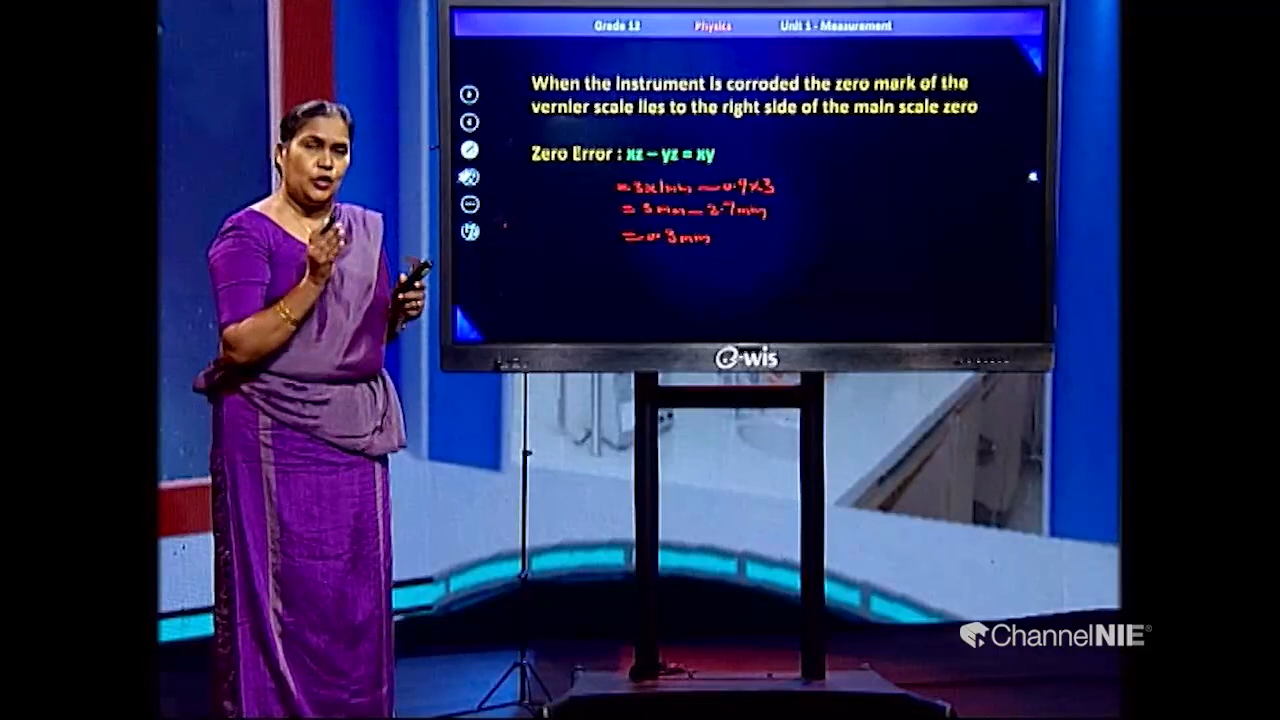 Grade 12 Physics Unit 1 - Measurement
When the instrument is corroded the zero mark of the
vernier scale lies to the right side of the main scale zero
Zero Error : xz – yz = xy
= 3x1mm – 0.9x3
= 3mm – 2.7mm
= 0.3mm
e-wis
ChannelNIE